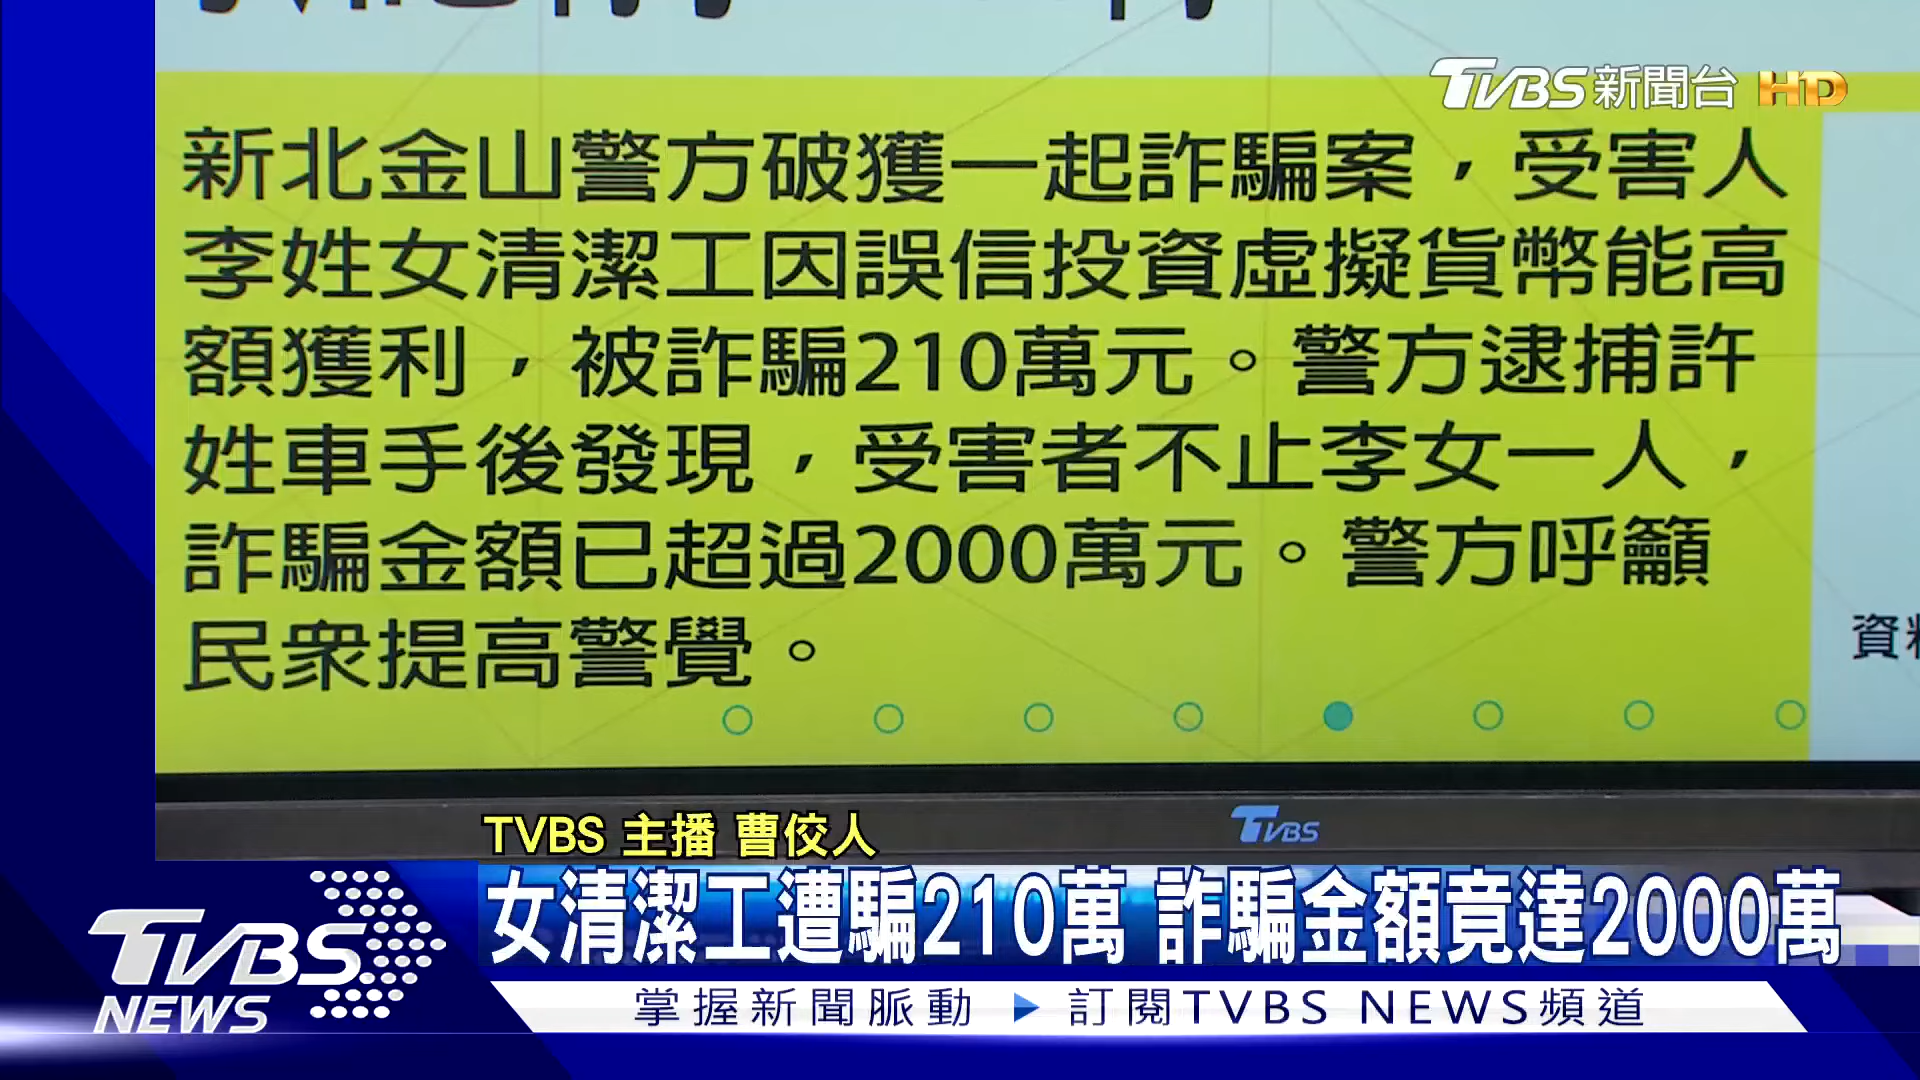 TVBS新聞台 HD
新北金山警方破獲一起詐騙案，受害人
李姓女清潔工因誤信投資虛擬貨幣能高
額獲利，被詐騙210萬元。警方逮捕許
姓車手後發現，受害者不止李女一人，
詐騙金額已超過2000萬元。警方呼籲
民眾提高警覺。
資料
TVBS
TVBS 主播 曹佼人
女清潔工遭騙210萬 詐騙金額竟達2000萬
TVBS
NEWS
掌握新聞脈動 ▶ 訂閱TVBS NEWS頻道